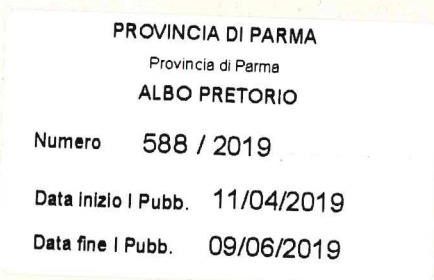 PROVINCIA DI PARMA
Provincia di Parma
ALBO PRETORIO
Numero 588 / 2019
Data inizio I Pubb. 11/04/2019
Data fine I Pubb. 09/06/2019